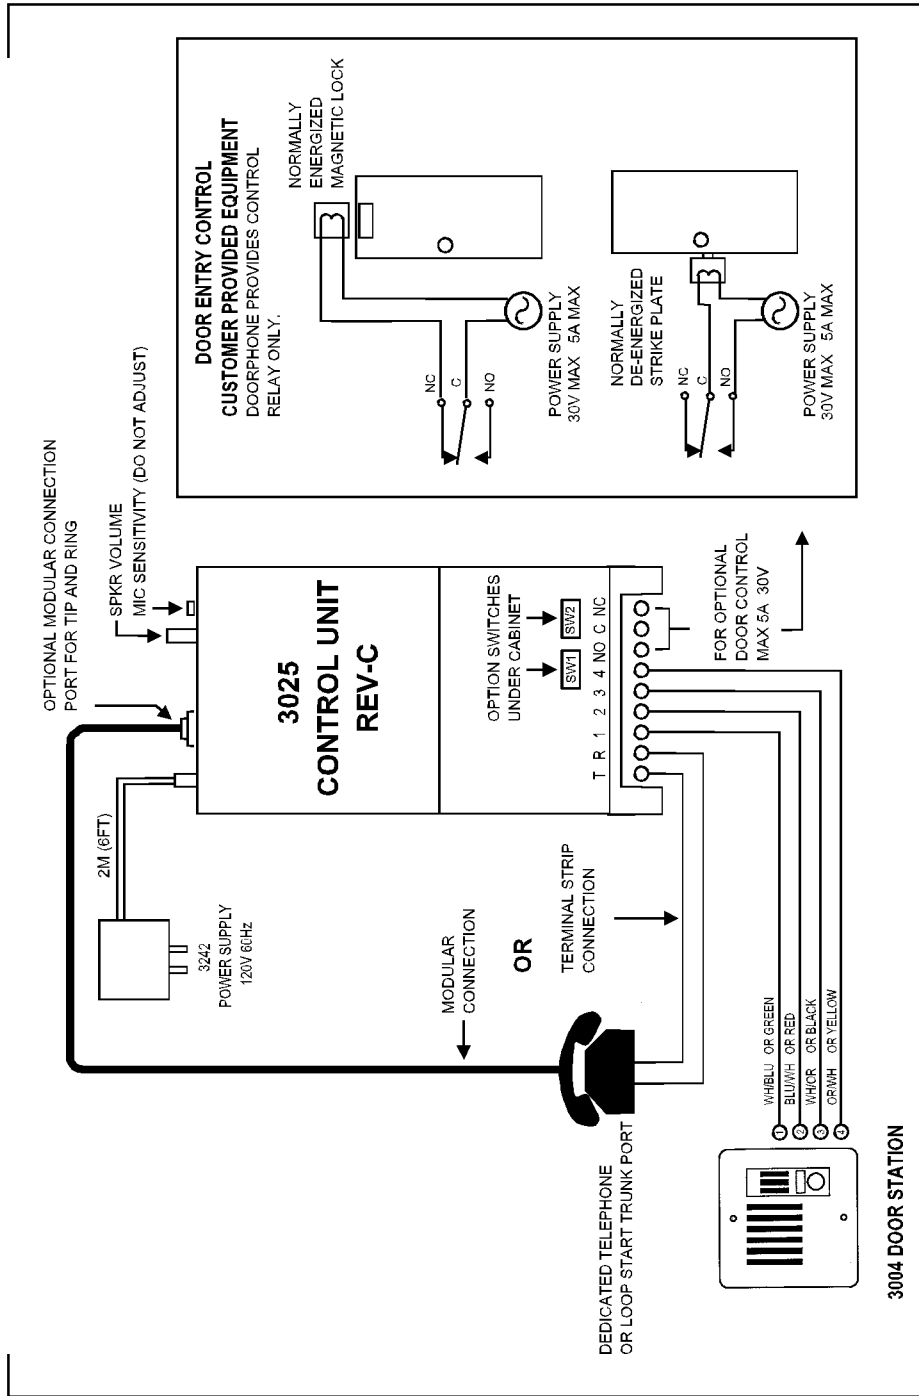 OPTIONAL MODULAR CONNECTION
PORT FOR TIP AND RING
SPKR VOLUME
MIC SENSITIVITY (DO NOT ADJUST)
2M (6FT)
3242
POWER SUPPLY
120V 60Hz
3025
CONTROL UNIT
REV-C
OPTION SWITCHES
UNDER CABINET
SW1
SW2
T R 1 2 3 4 NO C NC
FOR OPTIONAL
DOOR CONTROL
MAX 5A 30V
MODULAR
CONNECTION
OR
TERMINAL STRIP
CONNECTION
DEDICATED TELEPHONE
OR LOOP START TRUNK PORT
WH/BLU OR GREEN
BLU/WH OR RED
WH/OR OR BLACK
OR/WH OR YELLOW
1
2
3
4
3004 DOOR STATION
DOOR ENTRY CONTROL
CUSTOMER PROVIDED EQUIPMENT
DOORPHONE PROVIDES CONTROL
RELAY ONLY.
NORMALLY
ENERGIZED
MAGNETIC LOCK
NC
C
NO
POWER SUPPLY
30V MAX 5A MAX
NORMALLY
DE-ENERGIZED
STRIKE PLATE
NC
C
NO
POWER SUPPLY
30V MAX 5A MAX